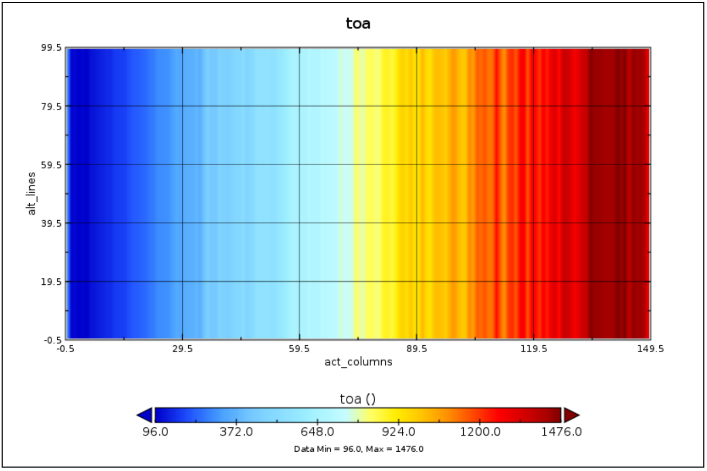 toa
99.5
79.5
59.5
39.5
19.5
-0.5
alt_lines
-0.5 29.5 59.5 89.5 119.5 149.5
act_columns
toa ()
96.0 372.0 648.0 924.0 1200.0 1476.0
Data Min = 96.0, Max = 1476.0